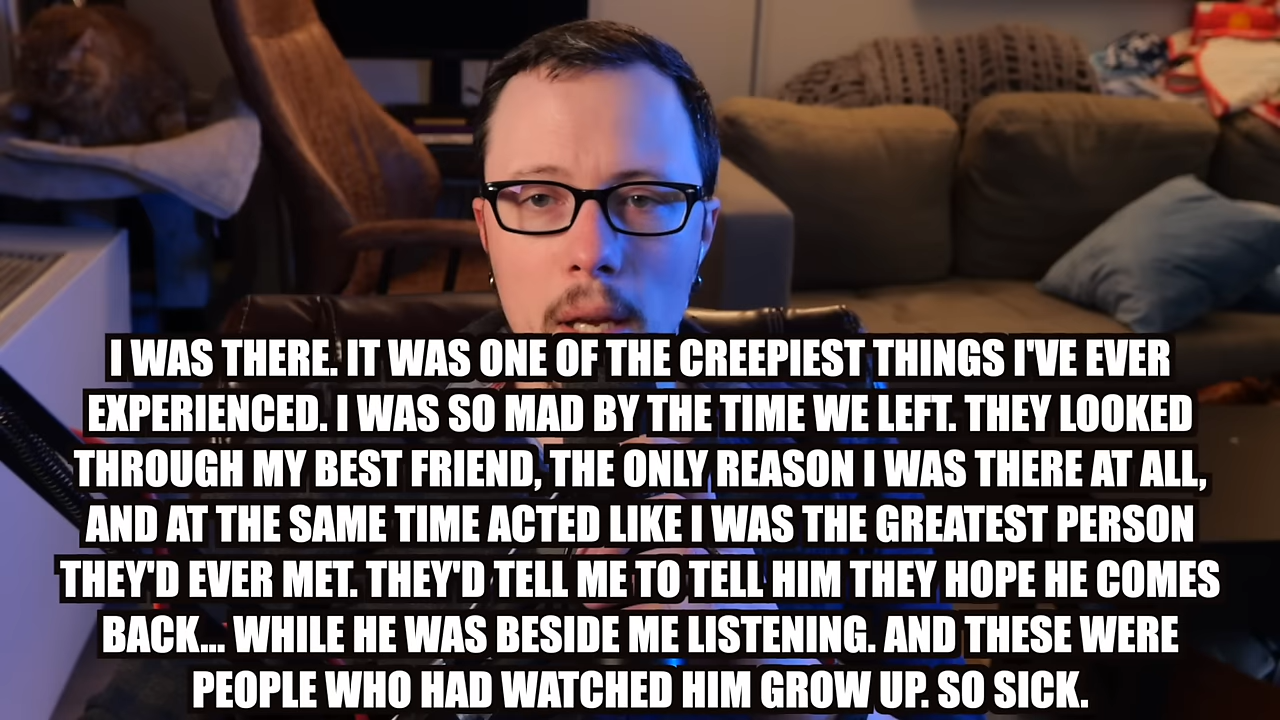 I WAS THERE. IT WAS ONE OF THE CREEPIEST THINGS I'VE EVER
EXPERIENCED. I WAS SO MAD BY THE TIME WE LEFT. THEY LOOKED
THROUGH MY BEST FRIEND, THE ONLY REASON I WAS THERE AT ALL,
AND AT THE SAME TIME ACTED LIKE I WAS THE GREATEST PERSON
THEY'D EVER MET. THEY'D TELL ME TO TELL HIM THEY HOPE HE COMES
BACK... WHILE HE WAS BESIDE ME LISTENING. AND THESE WERE
PEOPLE WHO HAD WATCHED HIM GROW UP. SO SICK.